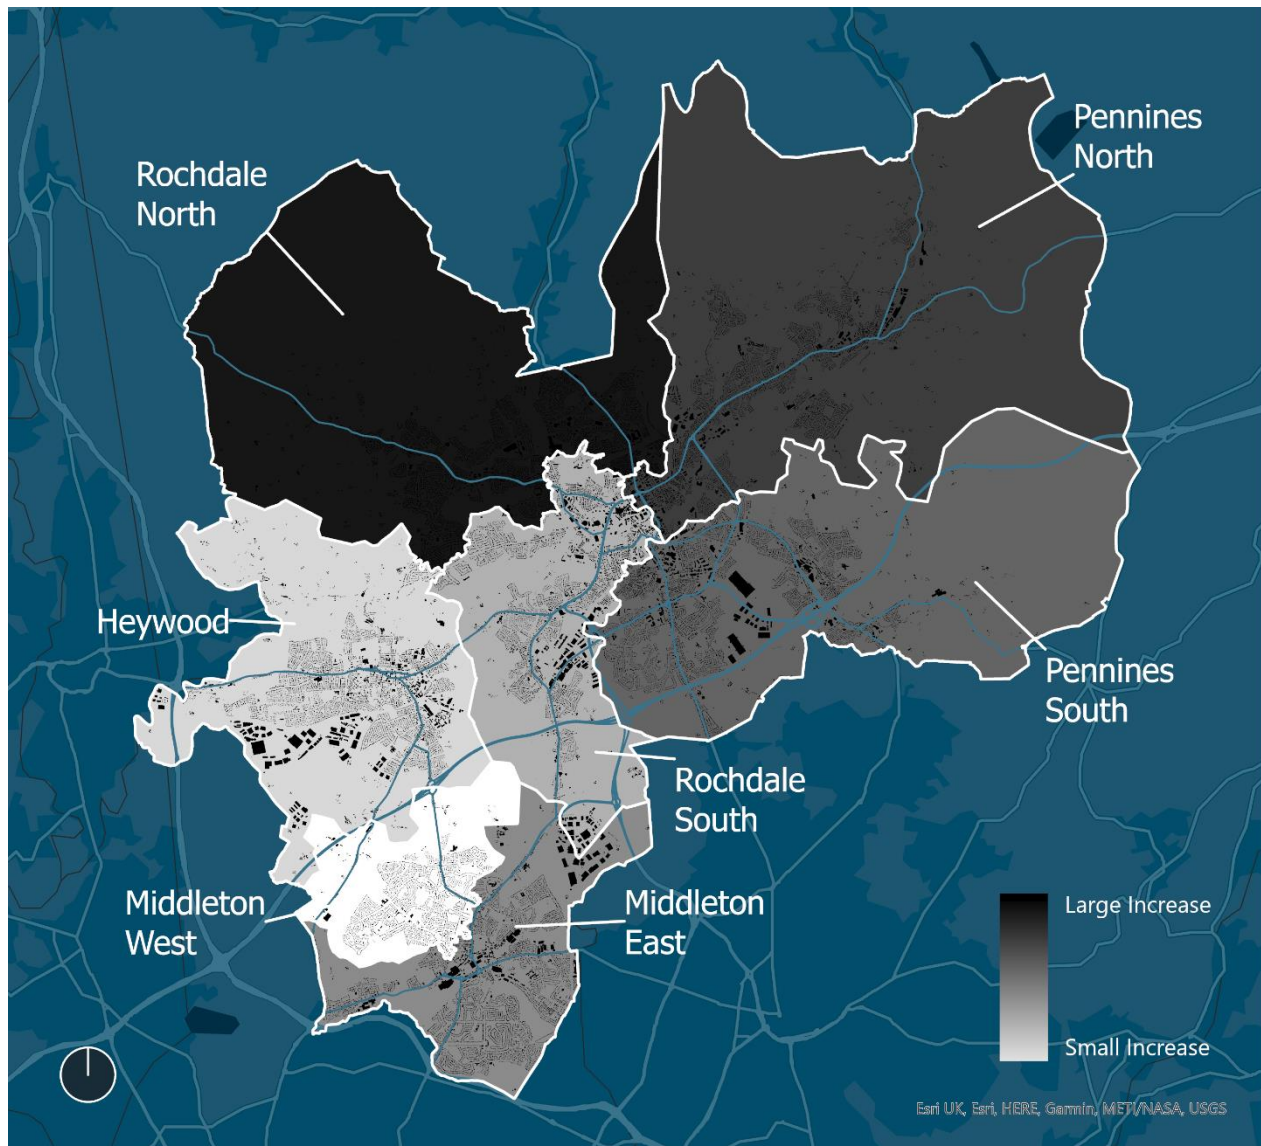 Pennines
North
Rochdale
North
Heywood
Pennines
South
Rochdale
South
Middleton
West
Middleton
East
Large Increase
Small Increase
Esri UK, Esri, HERE, Garmin, METI/NASA, USGS